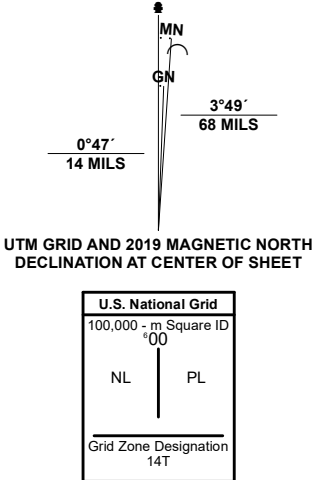 MN
GN
3°49´
68 MILS
0°47´
14 MILS
UTM GRID AND 2019 MAGNETIC NORTH
DECLINATION AT CENTER OF SHEET
U.S. National Grid
100,000 - m Square ID
⁶00
NL PL
Grid Zone Designation
14T